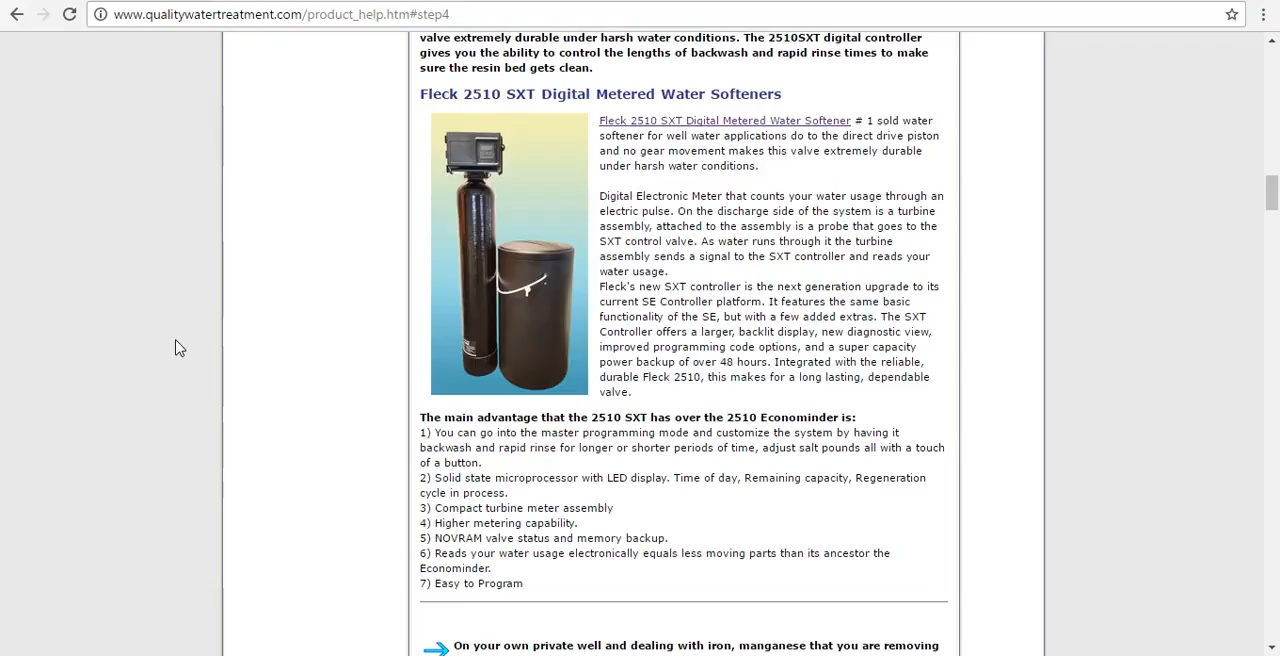 www.qualitywatertreatment.com/product_help.htm#step4
valve extremely durable under harsh water conditions. The 2510SXT digital controller
gives you the ability to control the lengths of backwash and rapid rinse times to make
sure the resin bed gets clean.
Fleck 2510 SXT Digital Metered Water Softeners
Fleck 2510 SXT Digital Metered Water Softener # 1 sold water
softener for well water applications do to the direct drive piston
and no gear movement makes this valve extremely durable
under harsh water conditions.
Digital Electronic Meter that counts your water usage through an
electric pulse. On the discharge side of the system is a turbine
assembly, attached to the assembly is a probe that goes to the
SXT control valve. As water runs through it the turbine
assembly sends a signal to the SXT controller and reads your
water usage.
Fleck's new SXT controller is the next generation upgrade to its
current SE Controller platform. It features the same basic
functionality of the SE, but with a few added extras. The SXT
Controller offers a larger, backlit display, new diagnostic view,
improved programming code options, and a super capacity
power backup of over 48 hours. Integrated with the reliable,
durable Fleck 2510, this makes for a long lasting, dependable
valve.
The main advantage that the 2510 SXT has over the 2510 Econominder is:
1) You can go into the master programming mode and customize the system by having it
backwash and rapid rinse for longer or shorter periods of time, adjust salt pounds all with a touch
of a button.
2) Solid state microprocessor with LED display. Time of day, Remaining capacity, Regeneration
cycle in process.
3) Compact turbine meter assembly
4) Higher metering capability.
5) NOVRAM valve status and memory backup.
6) Reads your water usage electronically equals less moving parts than its ancestor the
Econominder.
7) Easy to Program
On your own private well and dealing with iron, manganese that you are removing